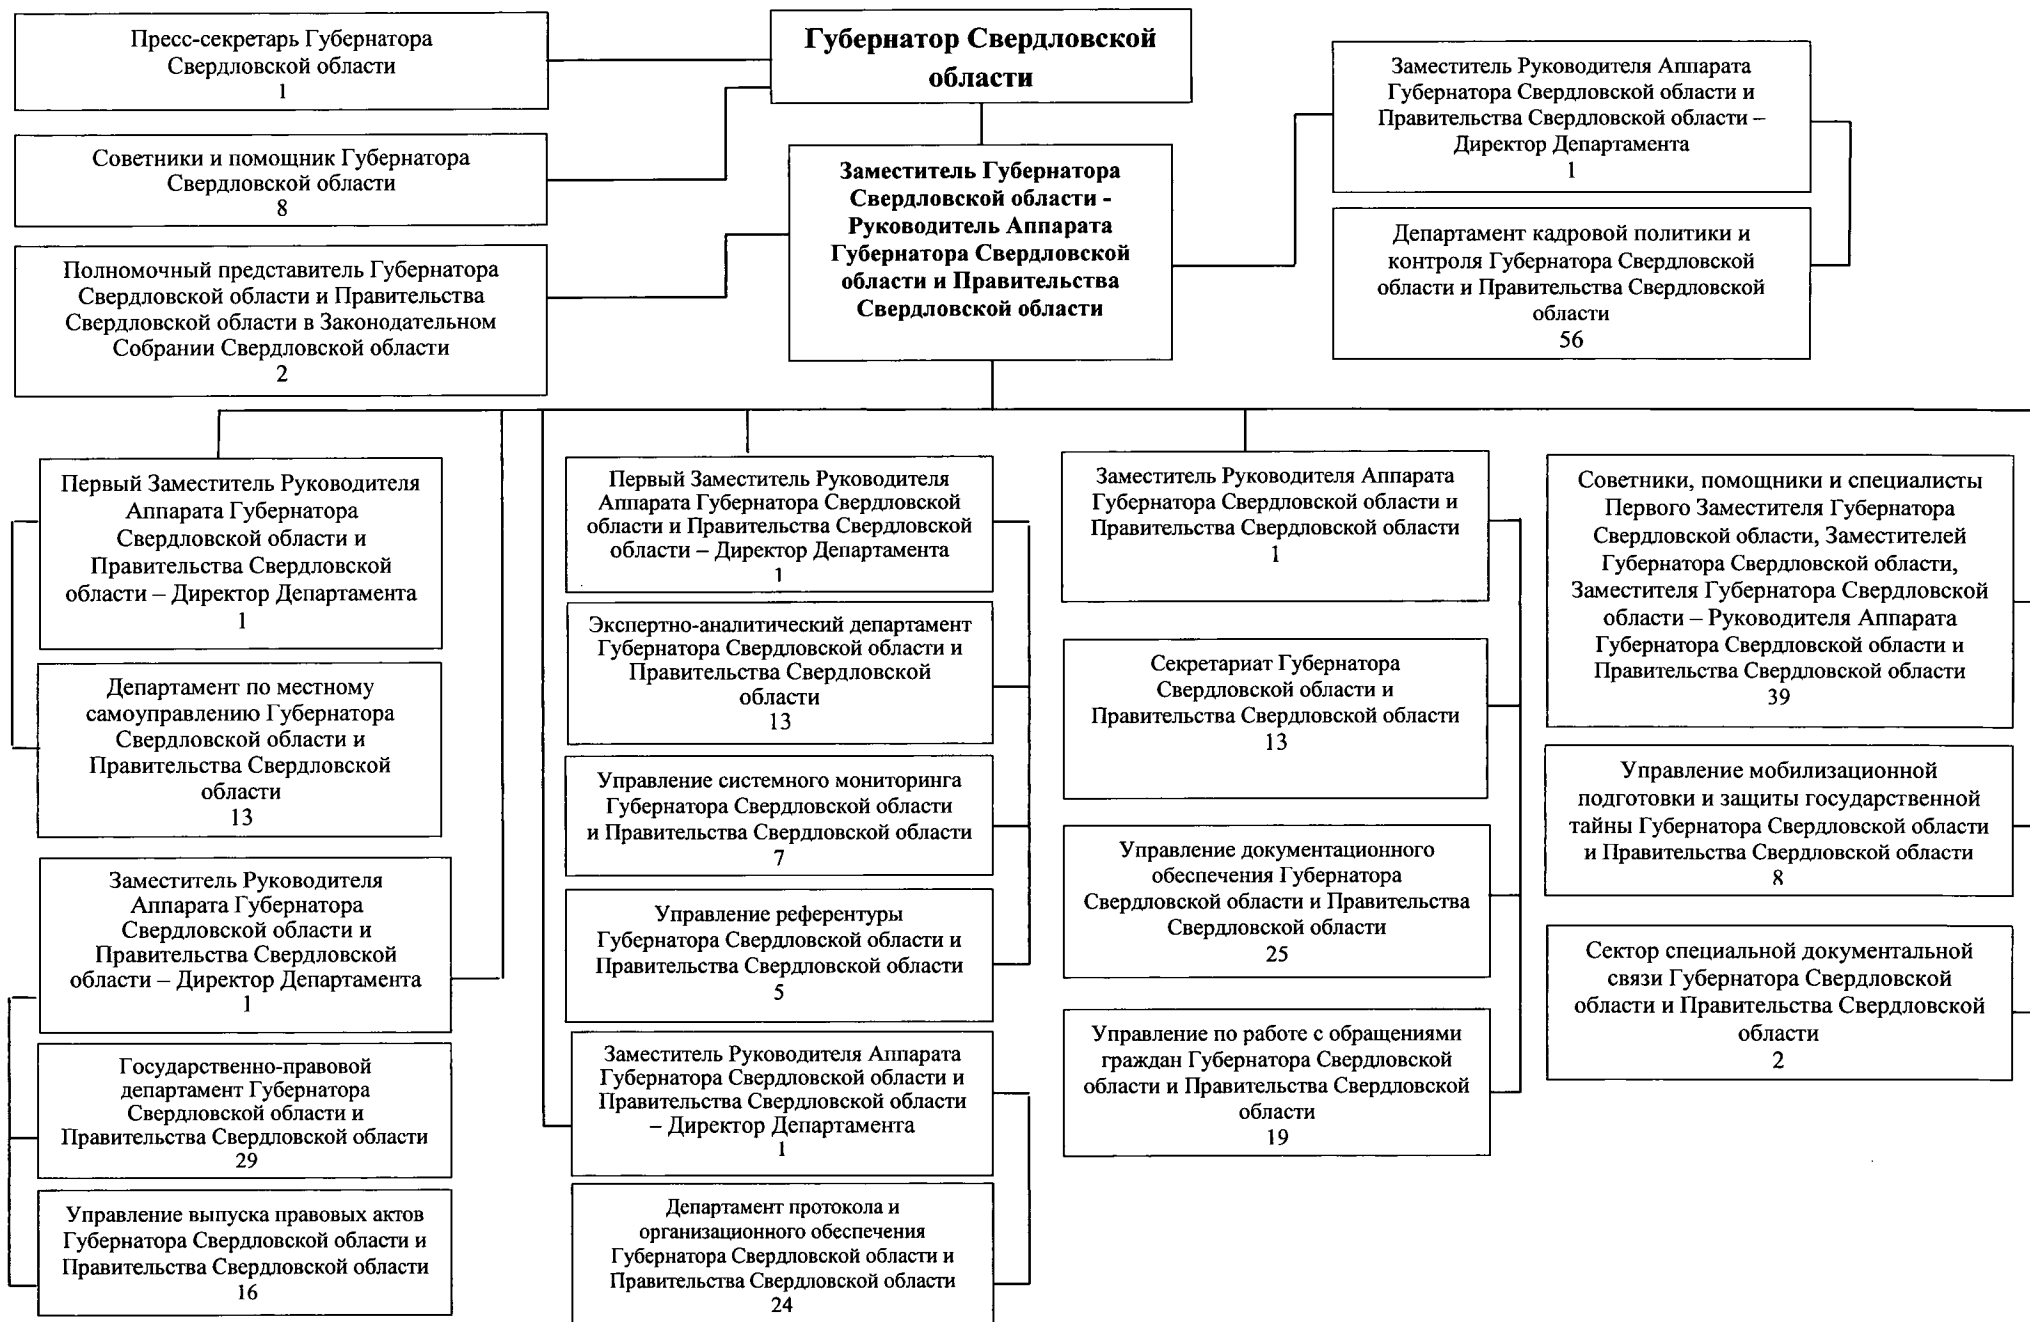 Пресс-секретарь Губернатора
Свердловской области
1
Советники и помощник Губернатора
Свердловской области
8
Полномочный представитель Губернатора
Свердловской области и Правительства
Свердловской области в Законодательном
Собрании Свердловской области
2
Губернатор Свердловской
области
Заместитель Губернатора
Свердловской области -
Руководитель Аппарата
Губернатора Свердловской
области и Правительства
Свердловской области
Заместитель Руководителя Аппарата
Губернатора Свердловской области и
Правительства Свердловской области –
Директор Департамента
1
Департамент кадровой политики и
контроля Губернатора Свердловской
области и Правительства Свердловской
области
56
Первый Заместитель Руководителя
Аппарата Губернатора
Свердловской области и
Правительства Свердловской
области – Директор Департамента
1
Департамент по местному
самоуправлению Губернатора
Свердловской области и
Правительства Свердловской
области
13
Заместитель Руководителя
Аппарата Губернатора
Свердловской области и
Правительства Свердловской
области – Директор Департамента
1
Государственно-правовой
департамент Губернатора
Свердловской области и
Правительства Свердловской области
29
Управление выпуска правовых актов
Губернатора Свердловской области и
Правительства Свердловской области
16
Первый Заместитель Руководителя
Аппарата Губернатора Свердловской
области и Правительства Свердловской
области – Директор Департамента
1
Экспертно-аналитический департамент
Губернатора Свердловской области и
Правительства Свердловской
области
13
Управление системного мониторинга
Губернатора Свердловской области
и Правительства Свердловской области
7
Управление референтуры
Губернатора Свердловской области и
Правительства Свердловской области
5
Заместитель Руководителя Аппарата
Губернатора Свердловской области и
Правительства Свердловской области
– Директор Департамента
1
Департамент протокола и
организационного обеспечения
Губернатора Свердловской области и
Правительства Свердловской области
24
Заместитель Руководителя Аппарата
Губернатора Свердловской области и
Правительства Свердловской области
1
Секретариат Губернатора
Свердловской области и
Правительства Свердловской области
13
Управление документационного
обеспечения Губернатора
Свердловской области и Правительства
Свердловской области
25
Управление по работе с обращениями
граждан Губернатора Свердловской
области и Правительства Свердловской
области
19
Советники, помощники и специалисты
Первого Заместителя Губернатора
Свердловской области, Заместителей
Губернатора Свердловской области,
Заместителя Губернатора Свердловской
области – Руководителя Аппарата
Губернатора Свердловской области и
Правительства Свердловской области
39
Управление мобилизационной
подготовки и защиты государственной
тайны Губернатора Свердловской области
и Правительства Свердловской области
8
Сектор специальной документальной
связи Губернатора Свердловской
области и Правительства Свердловской
области
2